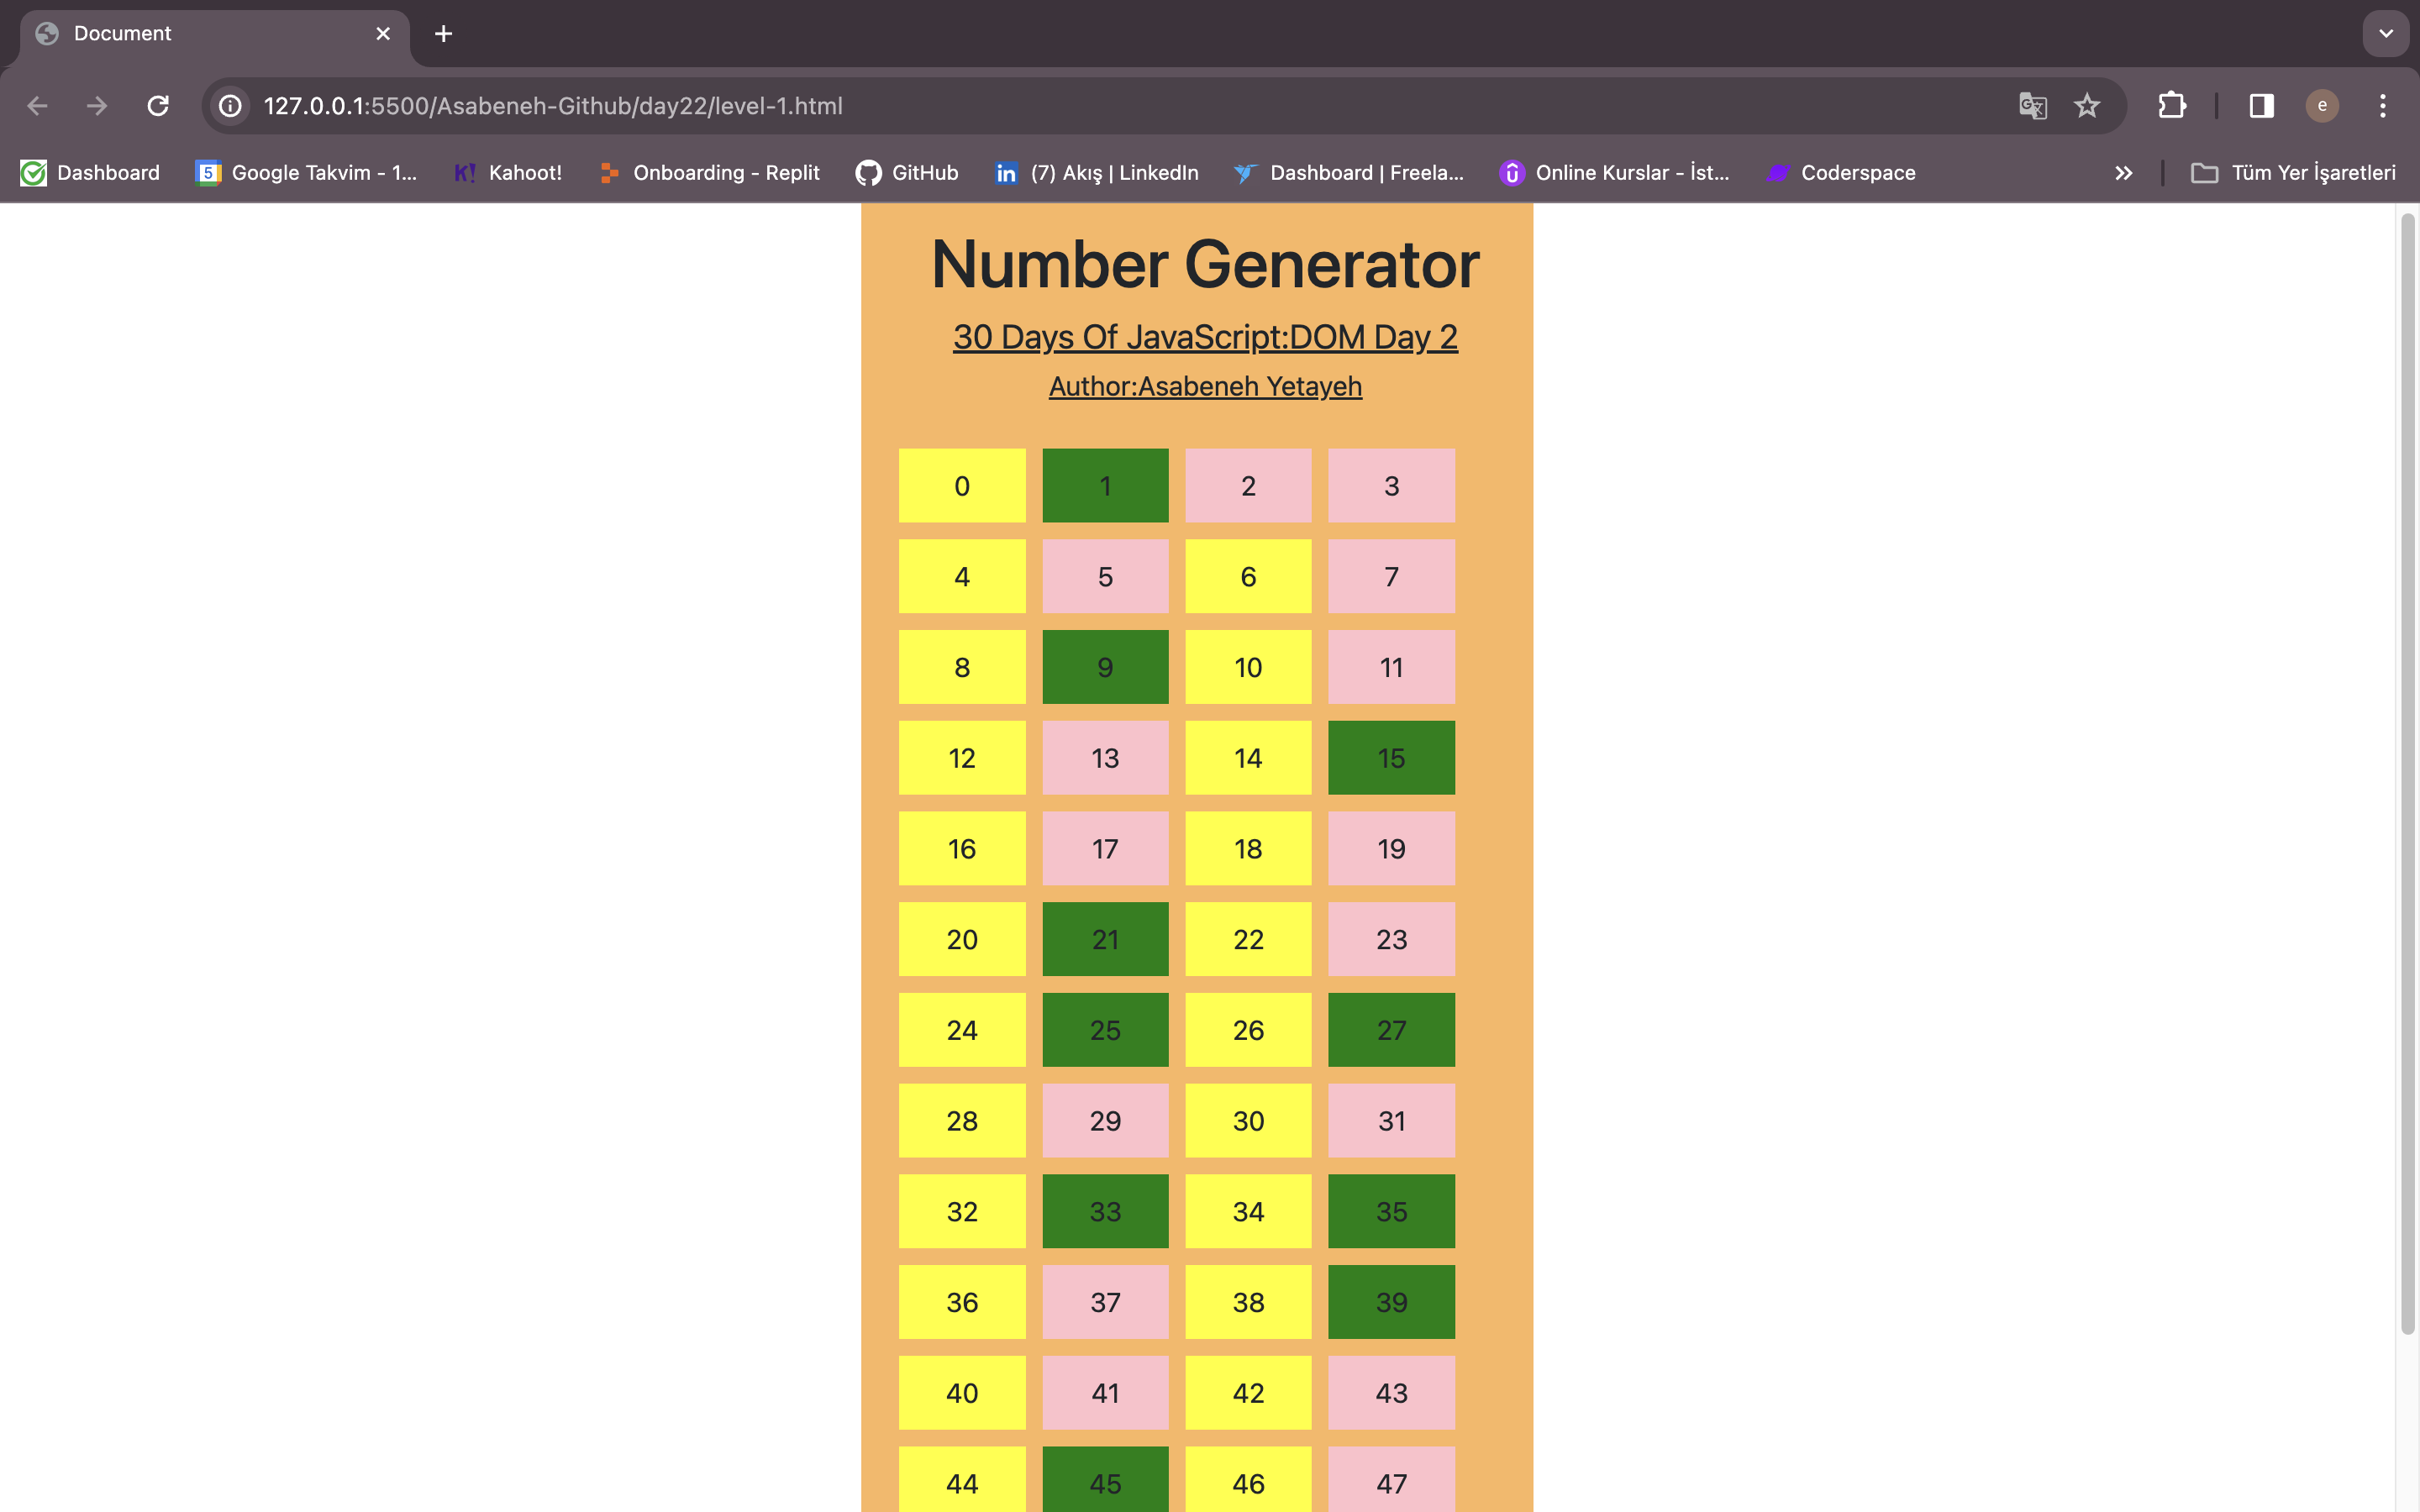 Document
127.0.0.1:5500/Asabeneh-Github/day22/level-1.html
e
Dashboard
5 Google Takvim - 1...
K! Kahoot!
Onboarding - Replit
GitHub
in (7) Akış | LinkedIn
Dashboard | Freela...
Online Kurslar - İst...
Coderspace
Tüm Yer İşaretleri
Number Generator
30 Days Of JavaScript:DOM Day 2
Author:Asabeneh Yetayeh
0 1 2 3
4 5 6 7
8 9 10 11
12 13 14 15
16 17 18 19
20 21 22 23
24 25 26 27
28 29 30 31
32 33 34 35
36 37 38 39
40 41 42 43
44 45 46 47